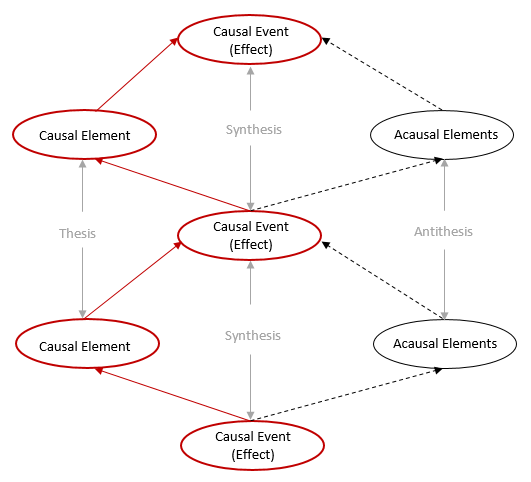 Causal Event
(Effect)
Synthesis
Causal Element
Acausal Elements
Thesis
Causal Event
(Effect)
Antithesis
Synthesis
Causal Element
Acausal Elements
Causal Event
(Effect)